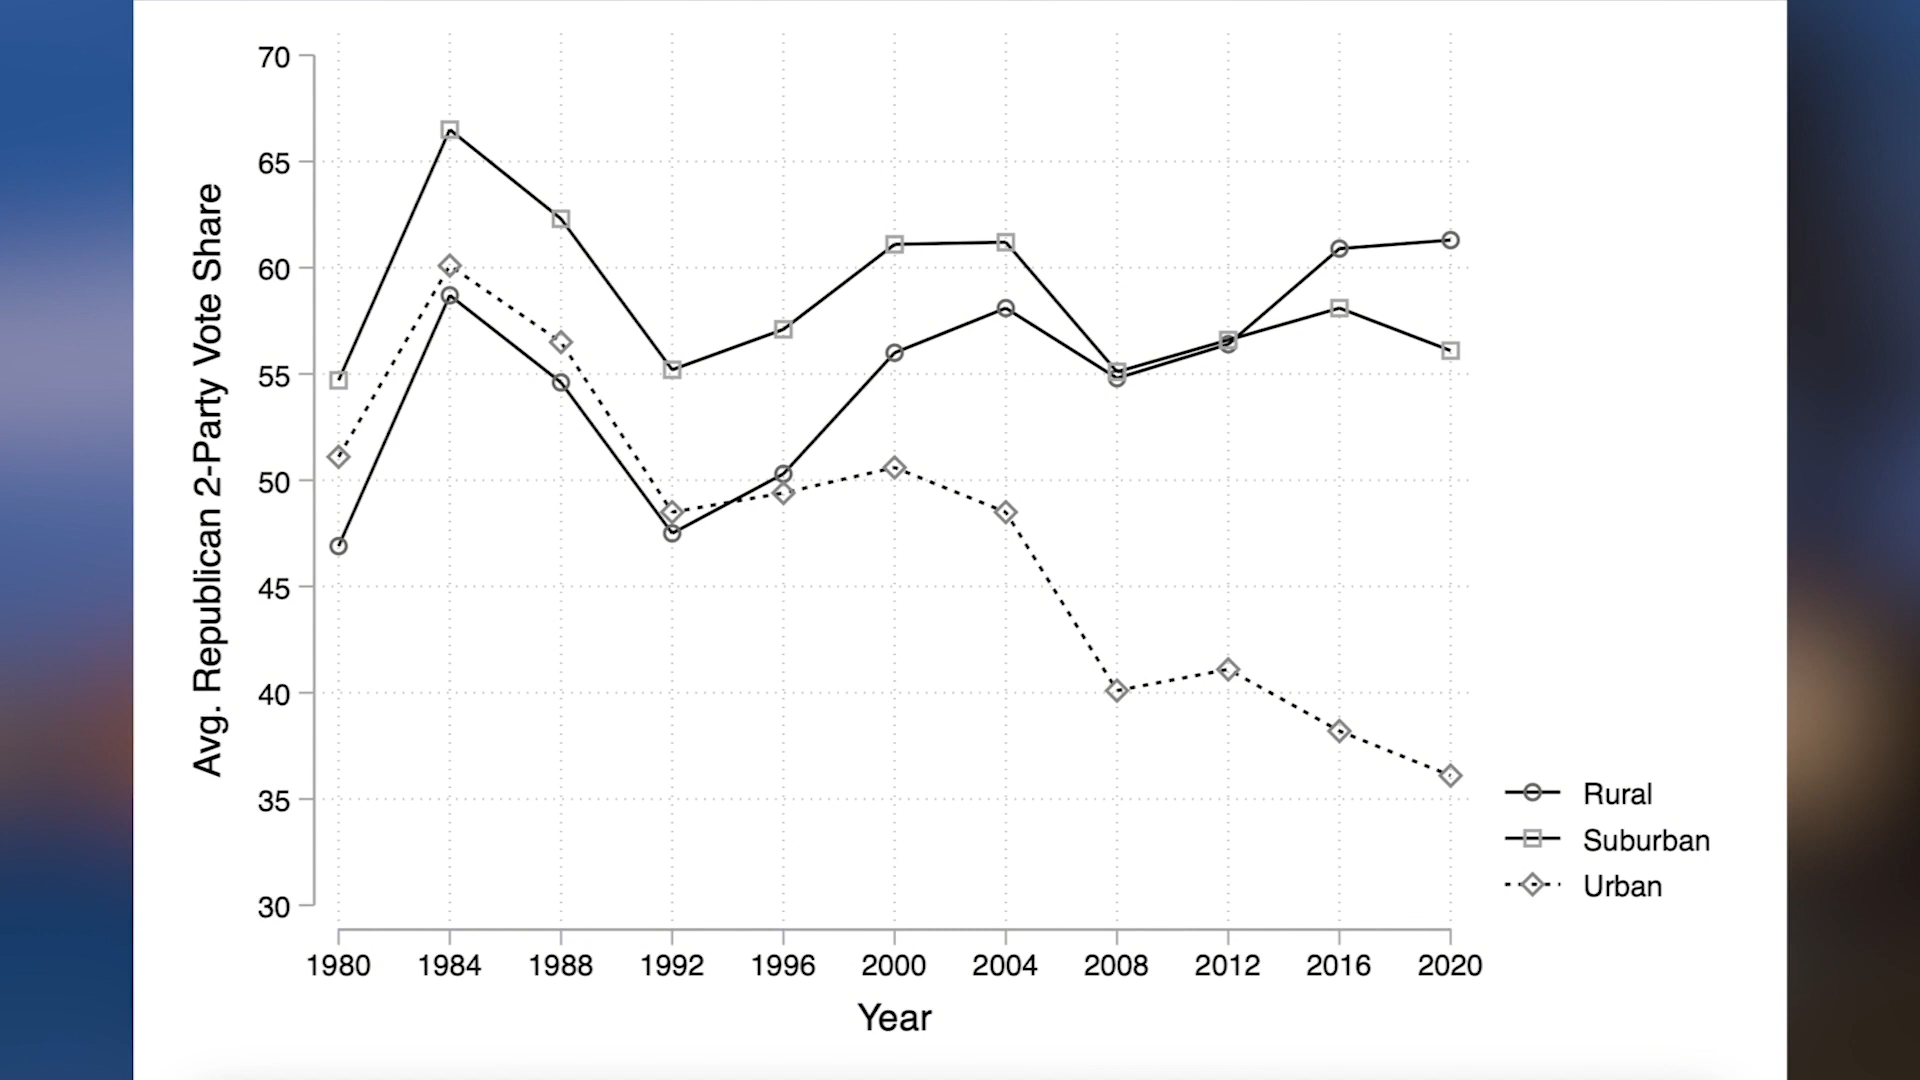 Avg. Republican 2-Party Vote Share
70
65
60
55
50
45
40
35
30
1980 1984 1988 1992 1996 2000 2004 2008 2012 2016 2020
Year
Rural
Suburban
Urban